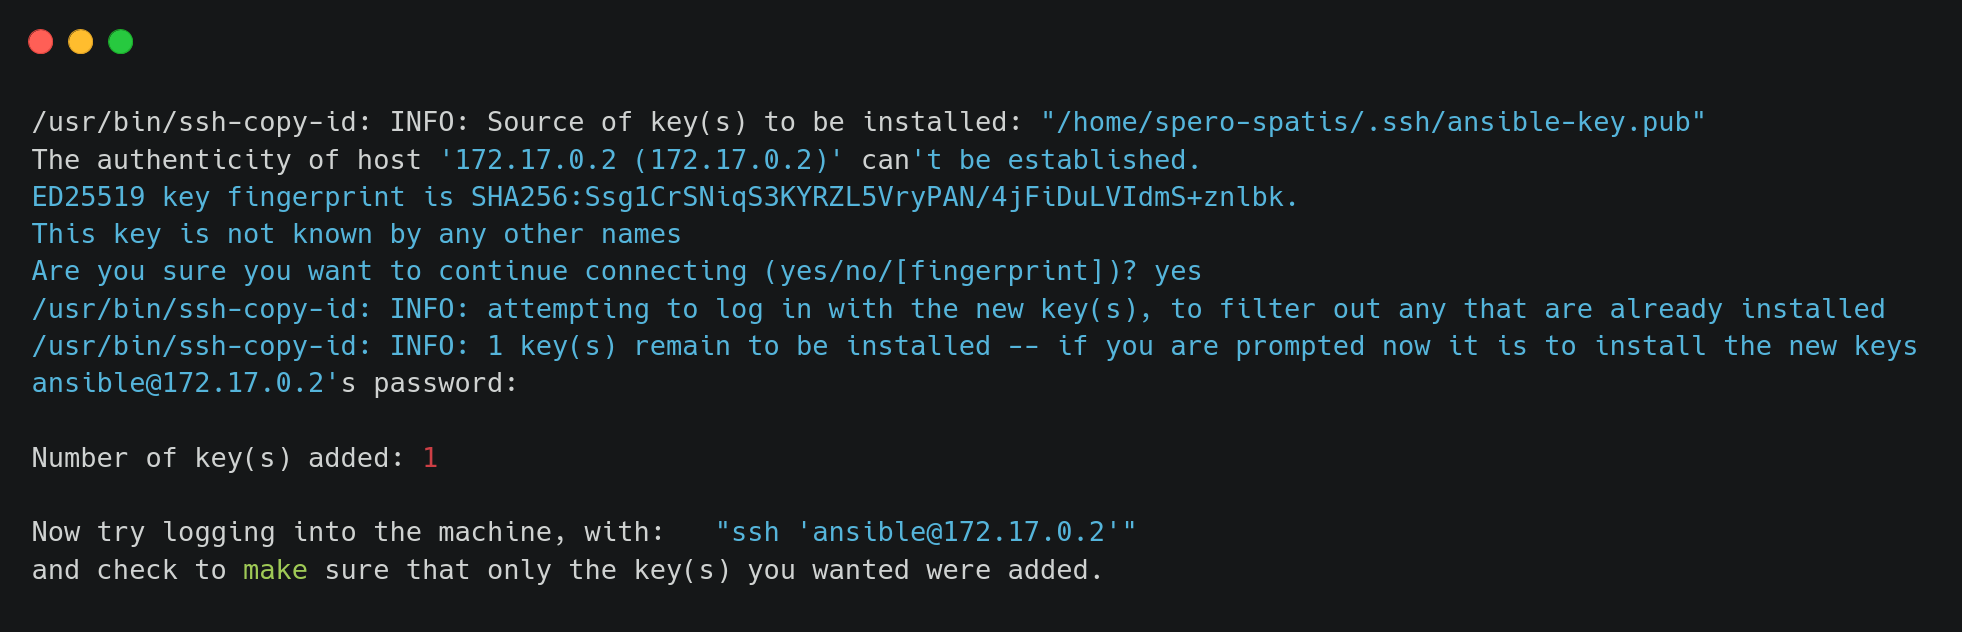 /usr/bin/ssh-copy-id: INFO: Source of key(s) to be installed: "/home/spero-spatis/.ssh/ansible-key.pub"
The authenticity of host '172.17.0.2 (172.17.0.2)' can't be established.
ED25519 key fingerprint is SHA256:Ssg1CrSNiqS3KYRZL5VryPAN/4jFiDuLVIdmS+znlbk.
This key is not known by any other names
Are you sure you want to continue connecting (yes/no/[fingerprint])? yes
/usr/bin/ssh-copy-id: INFO: attempting to log in with the new key(s), to filter out any that are already installed
/usr/bin/ssh-copy-id: INFO: 1 key(s) remain to be installed -- if you are prompted now it is to install the new keys
ansible@172.17.0.2's password:
Number of key(s) added: 1
Now try logging into the machine, with:   "ssh 'ansible@172.17.0.2'"
and check to make sure that only the key(s) you wanted were added.